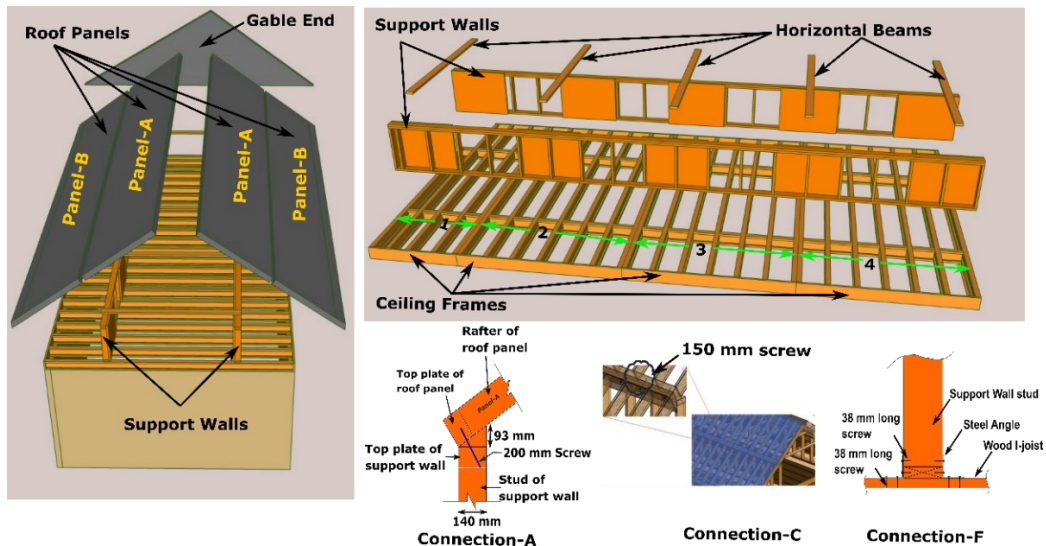 Gable End
Roof Panels
Panel-B
Panel-A
Panel-A
Panel-B
Support Walls
Support Walls
Horizontal Beams
1
2
3
4
Ceiling Frames
Rafter of
roof panel
Top plate of
roof panel
Panel-A
93 mm
Top plate of
support wall
200 mm Screw
Stud of
support wall
140 mm
Connection-A
150 mm screw
Connection-C
Support Wall stud
38 mm long
screw
Steel Angle
38 mm long
screw
Wood I-joist
Connection-F